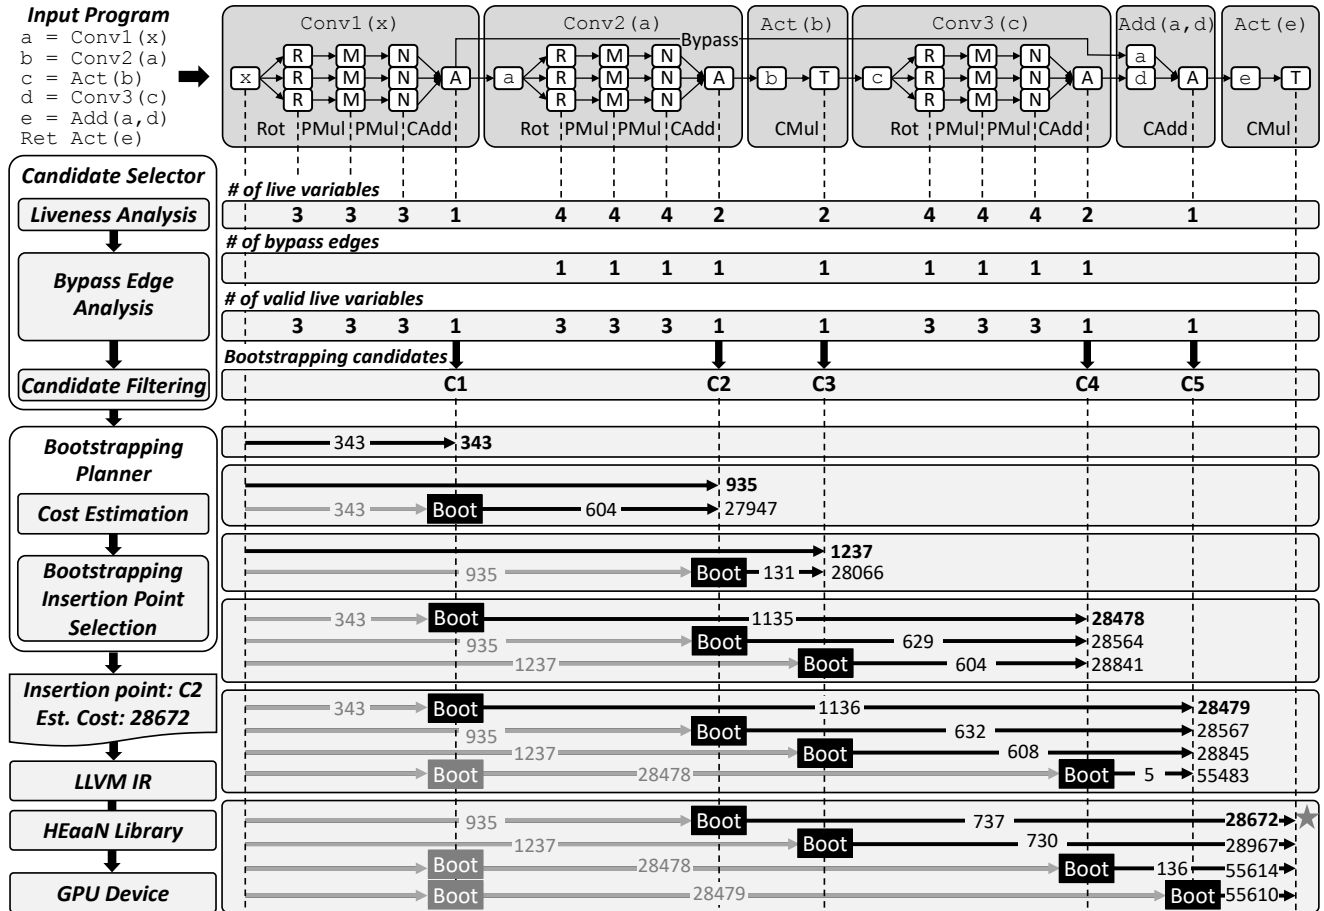 Input Program
a = Conv1(x)
b = Conv2(a)
c = Act(b)
d = Conv3(c)
e = Add(a,d)
Ret Act(e)
Conv1(x) Conv2(a) Act(b) Conv3(c) Add(a,d) Act(e)
Bypass
R M N R M N R M N a
x R M N A a R M N A b T c R M N A d A e T
R M N R M N R M N
Rot PMul PMul CAdd Rot PMul PMul CAdd CMul Rot PMul PMul CAdd CAdd CMul
Candidate Selector
Liveness Analysis
Bypass Edge
Analysis
Candidate Filtering
# of live variables
3 3 3 1 4 4 4 2 2 4 4 4 2 1
# of bypass edges
1 1 1 1 1 1 1 1 1
# of valid live variables
3 3 3 1 3 3 3 1 1 3 3 3 1 1
Bootstrapping candidates
C1 C2 C3 C4 C5
Bootstrapping
Planner
Cost Estimation
Bootstrapping
Insertion Point
Selection
Insertion point: C2
Est. Cost: 28672
LLVM IR
HEaaN Library
GPU Device
343 343
935
343 Boot 604 27947
1237
935 Boot 131 28066
343 Boot 1135 28478
935 Boot 629 28564
1237 Boot 604 28841
343 Boot 1136 28479
935 Boot 632 28567
1237 Boot 608 28845
Boot 28478 Boot 5 55483
935 Boot 737 28672
1237 Boot 730 28967
Boot 28478 Boot 136 55614
Boot 28479 Boot 55610